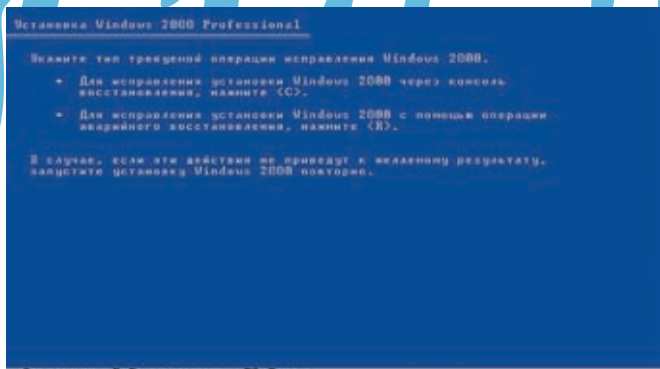 Установка Windows 2000 Professional
Укажите тип трекуеной операции исправления Windows 2000.
• Для исправления установки Windows 2000 через консоль
восстановления, нажмите <C>.
• Для исправления установки Windows 2000 с помощью операции
аварийного восстановления, нажмите <R>.
В случае, если эти действия не приведут к желаемому результату,
запустите установку Windows 2000 повторно.